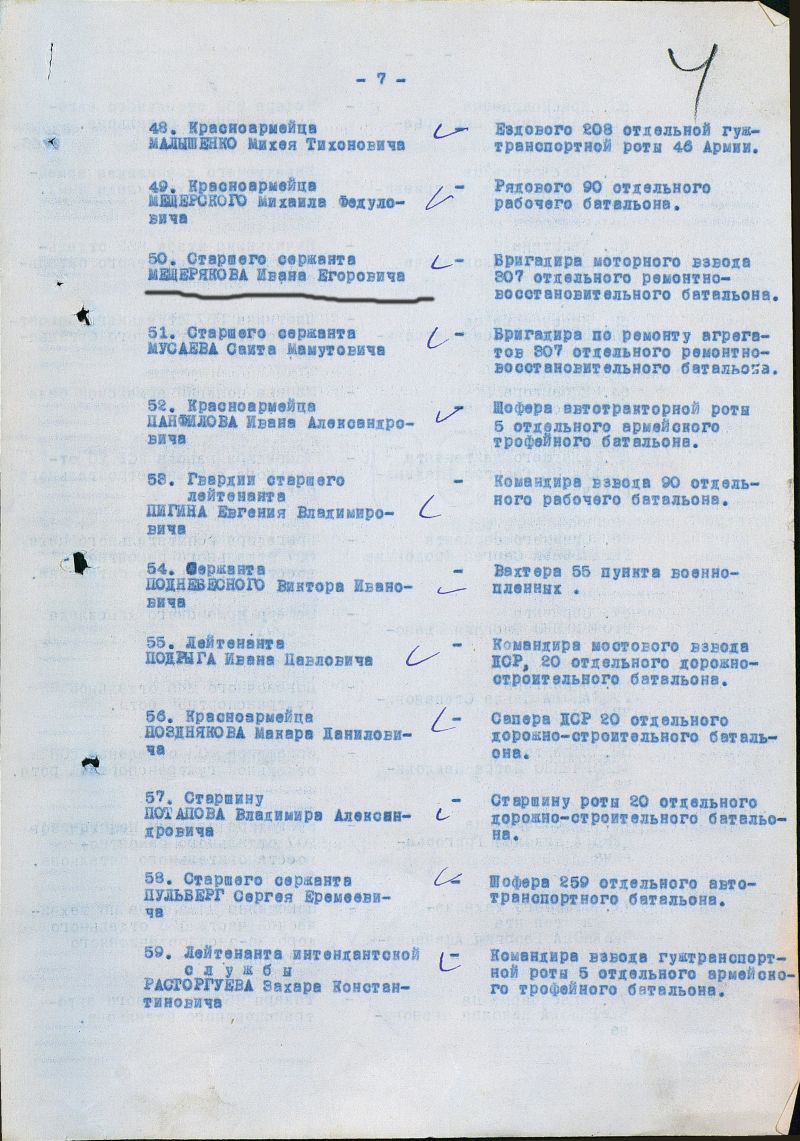 - 7 -
48. Красноармейца
МАЛЫШЕНКО Михея Тихоновича
Ездового 208 отдельной гуж-
транспортной роты 46 Армии.
49. Красноармейца -
МЕЩЕРСКОГО Михаила Федуло-
вича
Рядового 90 отдельного
рабочего батальона.
50. Старшего сержанта -
МЕЩЕРЯКОВА Ивана Егоровича
Бригадира моторного взвода
307 отдельного ремонтно-
восстановительного батальона.
51. Старшего сержанта -
МУСАЕВА Саита Мамутовича
Бригадира по ремонту агрега-
тов 307 отдельного ремонтно-
восстановительного батальона.
52. Красноармейца
ПАНФИЛОВА Ивана Александро-
вича
Шофера автотракторной роты
5 отдельного армейского
трофейного батальона.
53. Гвардии старшего -
лейтенанта
ПИГИНА Евгения Владимиро-
вича
Командира взвода 90 отдель-
ного рабочего батальона.
54. Сержанта -
ПОДНЕБЕСНОГО Виктора Ивано-
вича
Вахтера 55 пункта военно-
пленных .
55. Лейтенанта -
ПОДРЫГА Ивана Павловича
Командира мостового взвода
ДСР, 20 отдельного дорожно-
строительного батальона.
56. Красноармейца -
ПОЗДНЯКОВА Макара Данилови-
ча
Сапера ДСР 20 отдельного
дорожно-строительного баталь-
она.
57. Старшину -
ПОТАПОВА Владимира Алексан-
дровича
Старшину роты 20 отдельного
дорожно-строительного батальо-
на.
58. Старшего сержанта -
ПУЛЬБЕРГ Сергея Еремееви-
ча
Шофера 259 отдельного авто-
транспортного батальона.
59. Лейтенанта интендантской -
службы
РАСТОРГУЕВА Захара Констан-
тиновича
Командира взвода гужтранспорт-
ной роты 5 отдельного армейско-
го трофейного батальона.